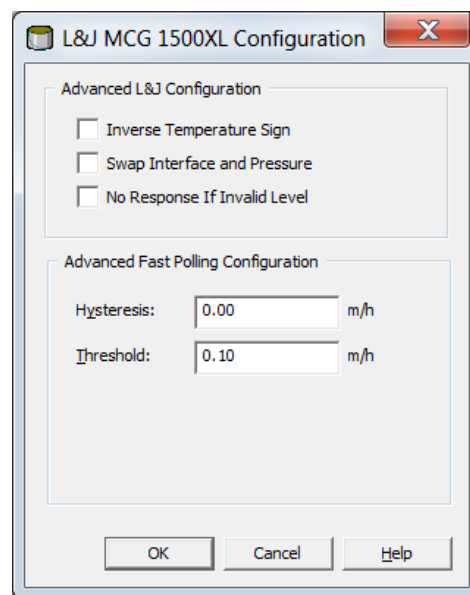 L&J MCG 1500XL Configuration
X
Advanced L&J Configuration
Inverse Temperature Sign
Swap Interface and Pressure
No Response If Invalid Level
Advanced Fast Polling Configuration
Hysteresis: 0.00 m/h
Threshold: 0.10 m/h
OK Cancel Help